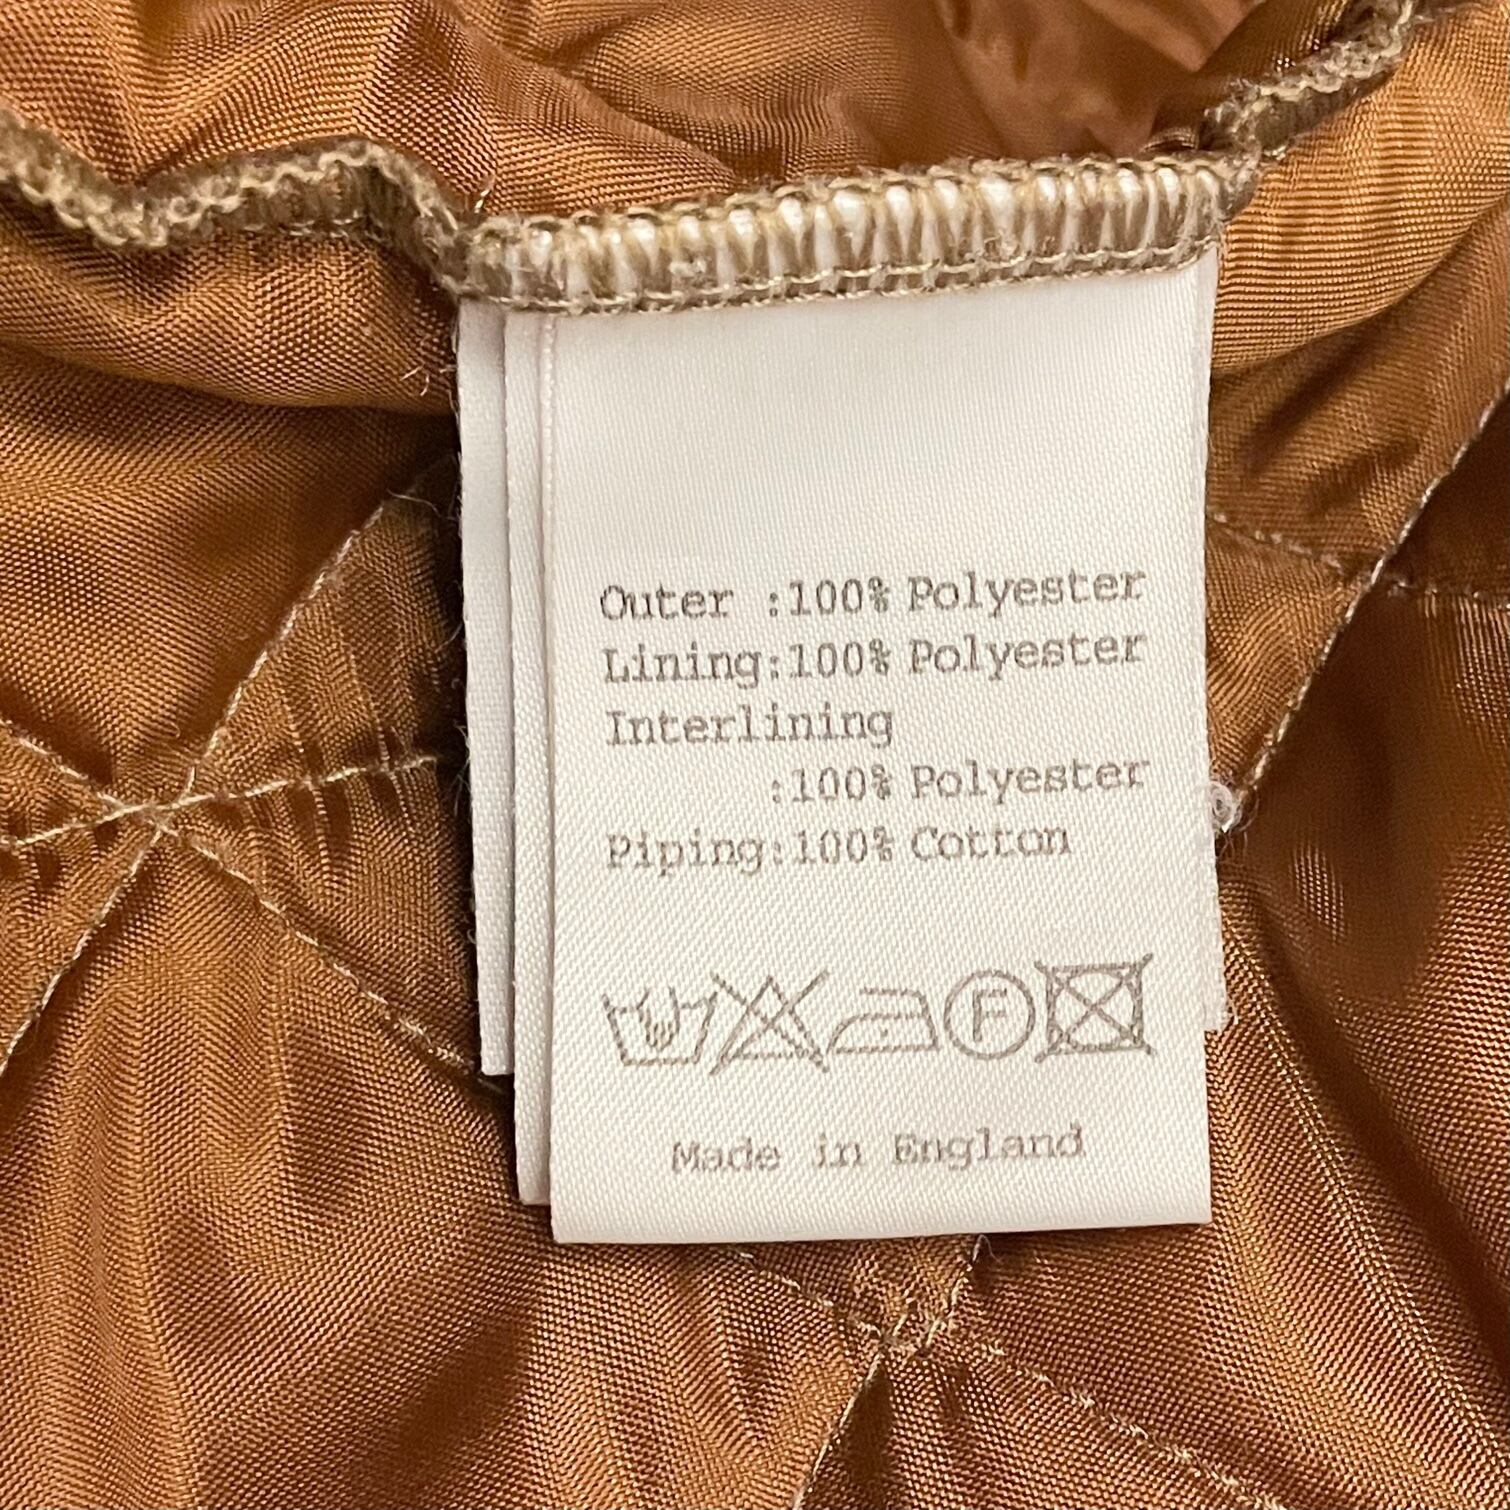 Outer :100% Polyester
Lining:100% Polyester
Interlining
:100% Polyester
Piping:100% Cotton
F
Made in England